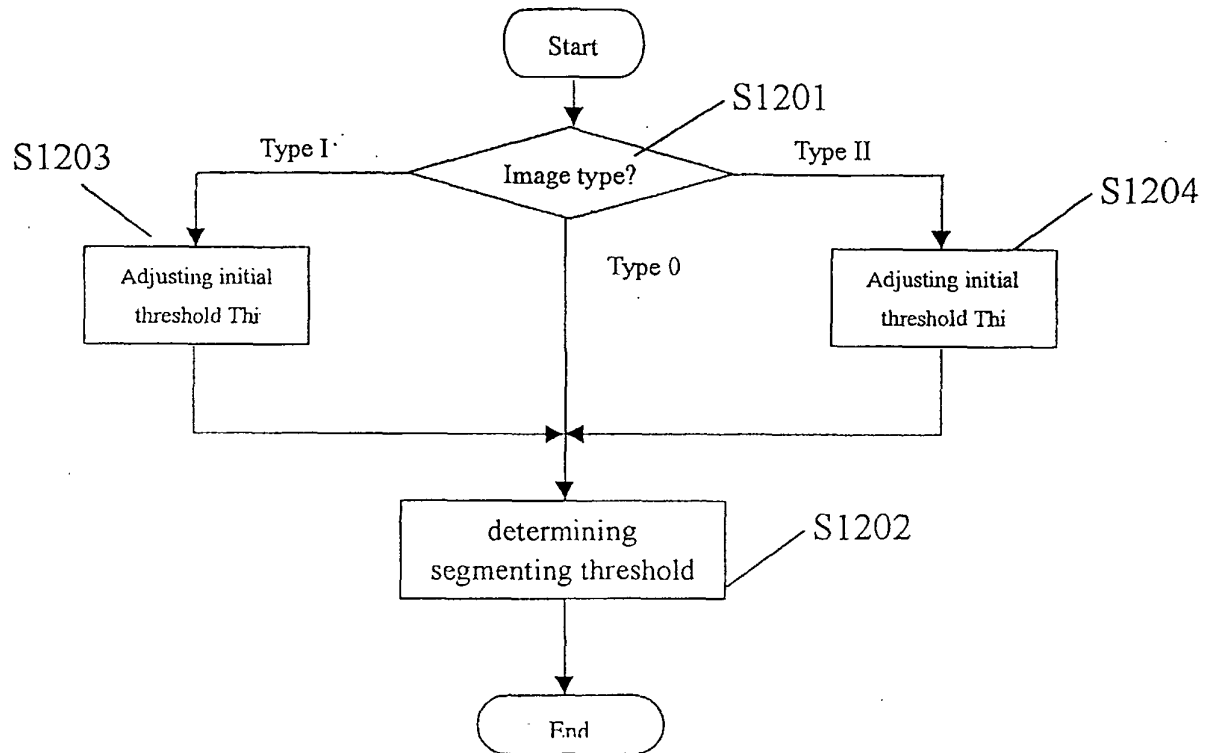 Start
S1201
Type I
Type II
S1203
Image type?
S1204
Type 0
Adjusting initial
threshold Thi
Adjusting initial
threshold Thi
determining
segmenting threshold
S1202
End